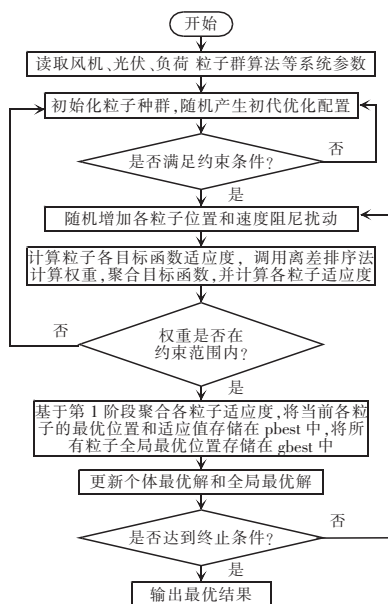 开始
读取风机、光伏、负荷 粒子群算法等系统参数
初始化粒子种群,随机产生初代优化配置
否
是否满足约束条件?
是
随机增加各粒子位置和速度阻尼扰动
计算粒子各目标函数适应度, 调用离差排序法
计算权重,聚合目标函数,并计算各粒子适应度
否
权重是否在
约束范围内?
是
基于第 1 阶段聚合各粒子适应度,将当前各粒
子的最优位置和适应值存储在 pbest 中,将所
有粒子全局最优位置存储在 gbest 中
更新个体最优解和全局最优解
否
是否达到终止条件?
是
输出最优结果